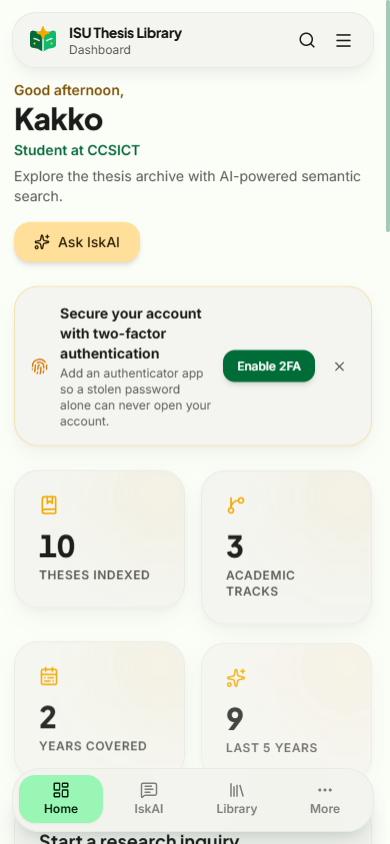 ISU Thesis Library
Dashboard
Good afternoon,
Kakko
Student at CCSICT
Explore the thesis archive with AI-powered semantic
search.
Ask IskAI
Secure your account
with two-factor
authentication
Add an authenticator app
so a stolen password
alone can never open your
account.
Enable 2FA
10
THESES INDEXED
3
ACADEMIC
TRACKS
2
YEARS COVERED
9
LAST 5 YEARS
Home
IskAI
Library
More
Start a research inquiry